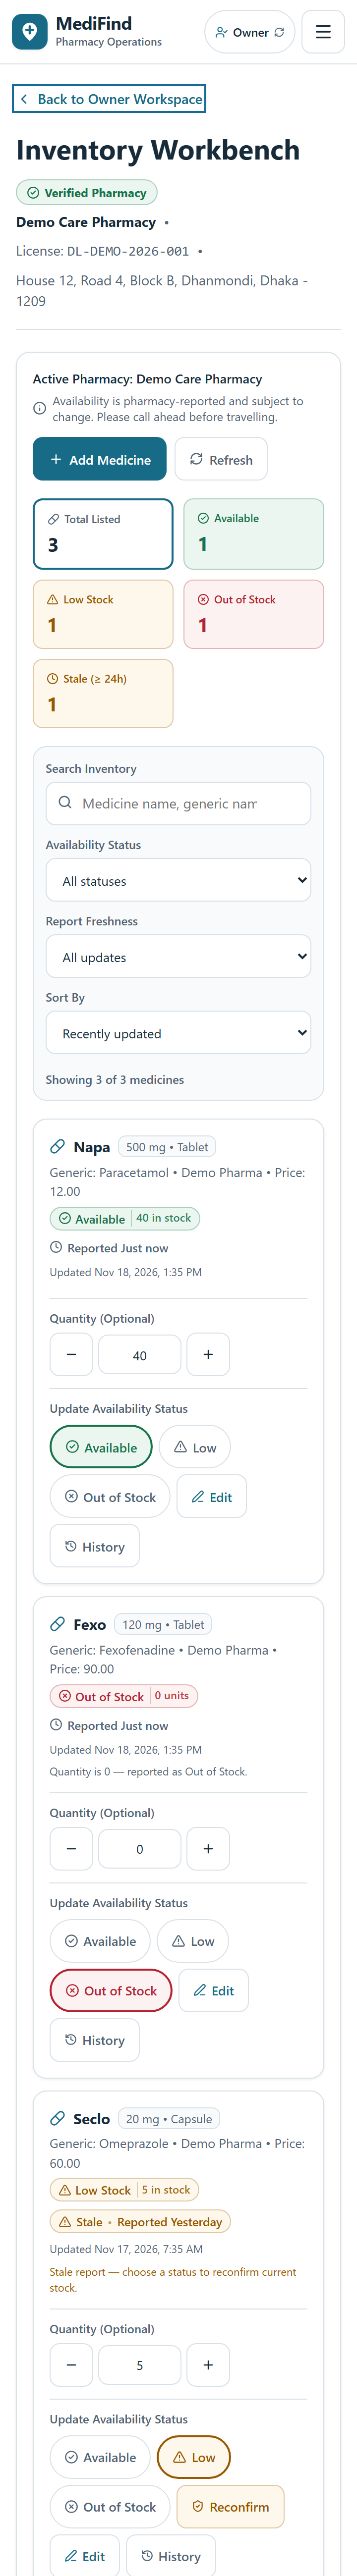 MediFind
Pharmacy Operations
Owner
Back to Owner Workspace
Inventory Workbench
Verified Pharmacy
Demo Care Pharmacy •
License: DL-DEMO-2026-001 •
House 12, Road 4, Block B, Dhanmondi, Dhaka -
1209
Active Pharmacy: Demo Care Pharmacy
Availability is pharmacy-reported and subject to
change. Please call ahead before travelling.
+ Add Medicine
Refresh
Total Listed
3
Available
1
Low Stock
1
Out of Stock
1
Stale (≥ 24h)
1
Search Inventory
Medicine name, generic nam
Availability Status
All statuses
Report Freshness
All updates
Sort By
Recently updated
Showing 3 of 3 medicines
Napa 500 mg • Tablet
Generic: Paracetamol • Demo Pharma • Price:
12.00
Available | 40 in stock
Reported Just now
Updated Nov 18, 2026, 1:35 PM
Quantity (Optional)
− 40 +
Update Availability Status
Available Low
Out of Stock Edit
History
Fexo 120 mg • Tablet
Generic: Fexofenadine • Demo Pharma •
Price: 90.00
Out of Stock | 0 units
Reported Just now
Updated Nov 18, 2026, 1:35 PM
Quantity is 0 — reported as Out of Stock.
Quantity (Optional)
− 0 +
Update Availability Status
Available Low
Out of Stock Edit
History
Seclo 20 mg • Capsule
Generic: Omeprazole • Demo Pharma • Price:
60.00
Low Stock | 5 in stock
Stale • Reported Yesterday
Updated Nov 17, 2026, 7:35 AM
Stale report — choose a status to reconfirm current
stock.
Quantity (Optional)
− 5 +
Update Availability Status
Available Low
Out of Stock Reconfirm
Edit History